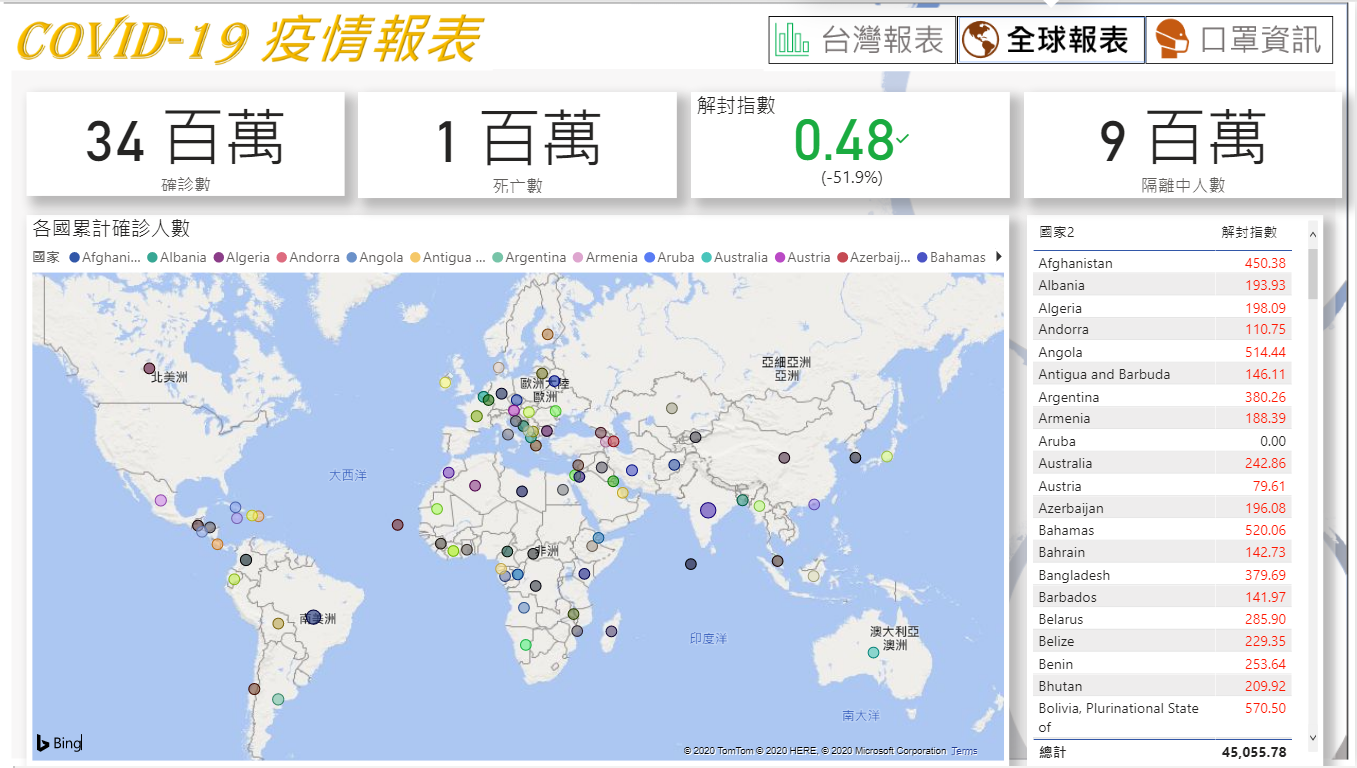 COVID-19 疫情報表
台灣報表
全球報表
口罩資訊
34 百萬
確診數
1 百萬
死亡數
解封指數
0.48
(-51.9%)
9 百萬
隔離中人數
各國累計確診人數
國家 Afghani... Albania Algeria Andorra Angola Antigua ... Argentina Armenia Aruba Australia Austria Azerbaij... Bahamas
北美洲
歐洲大陸
歐洲
亞細亞洲
亞洲
大西洋
非洲
南美洲
印度洋
澳大利亞
澳洲
南大洋
Bing
© 2020 TomTom © 2020 HERE, © 2020 Microsoft Corporation Terms
國家2 解封指數
Afghanistan 450.38
Albania 193.93
Algeria 198.09
Andorra 110.75
Angola 514.44
Antigua and Barbuda 146.11
Argentina 380.26
Armenia 188.39
Aruba 0.00
Australia 242.86
Austria 79.61
Azerbaijan 196.08
Bahamas 520.06
Bahrain 142.73
Bangladesh 379.69
Barbados 141.97
Belarus 285.90
Belize 229.35
Benin 253.64
Bhutan 209.92
Bolivia, Plurinational State 570.50
of
總計 45,055.78